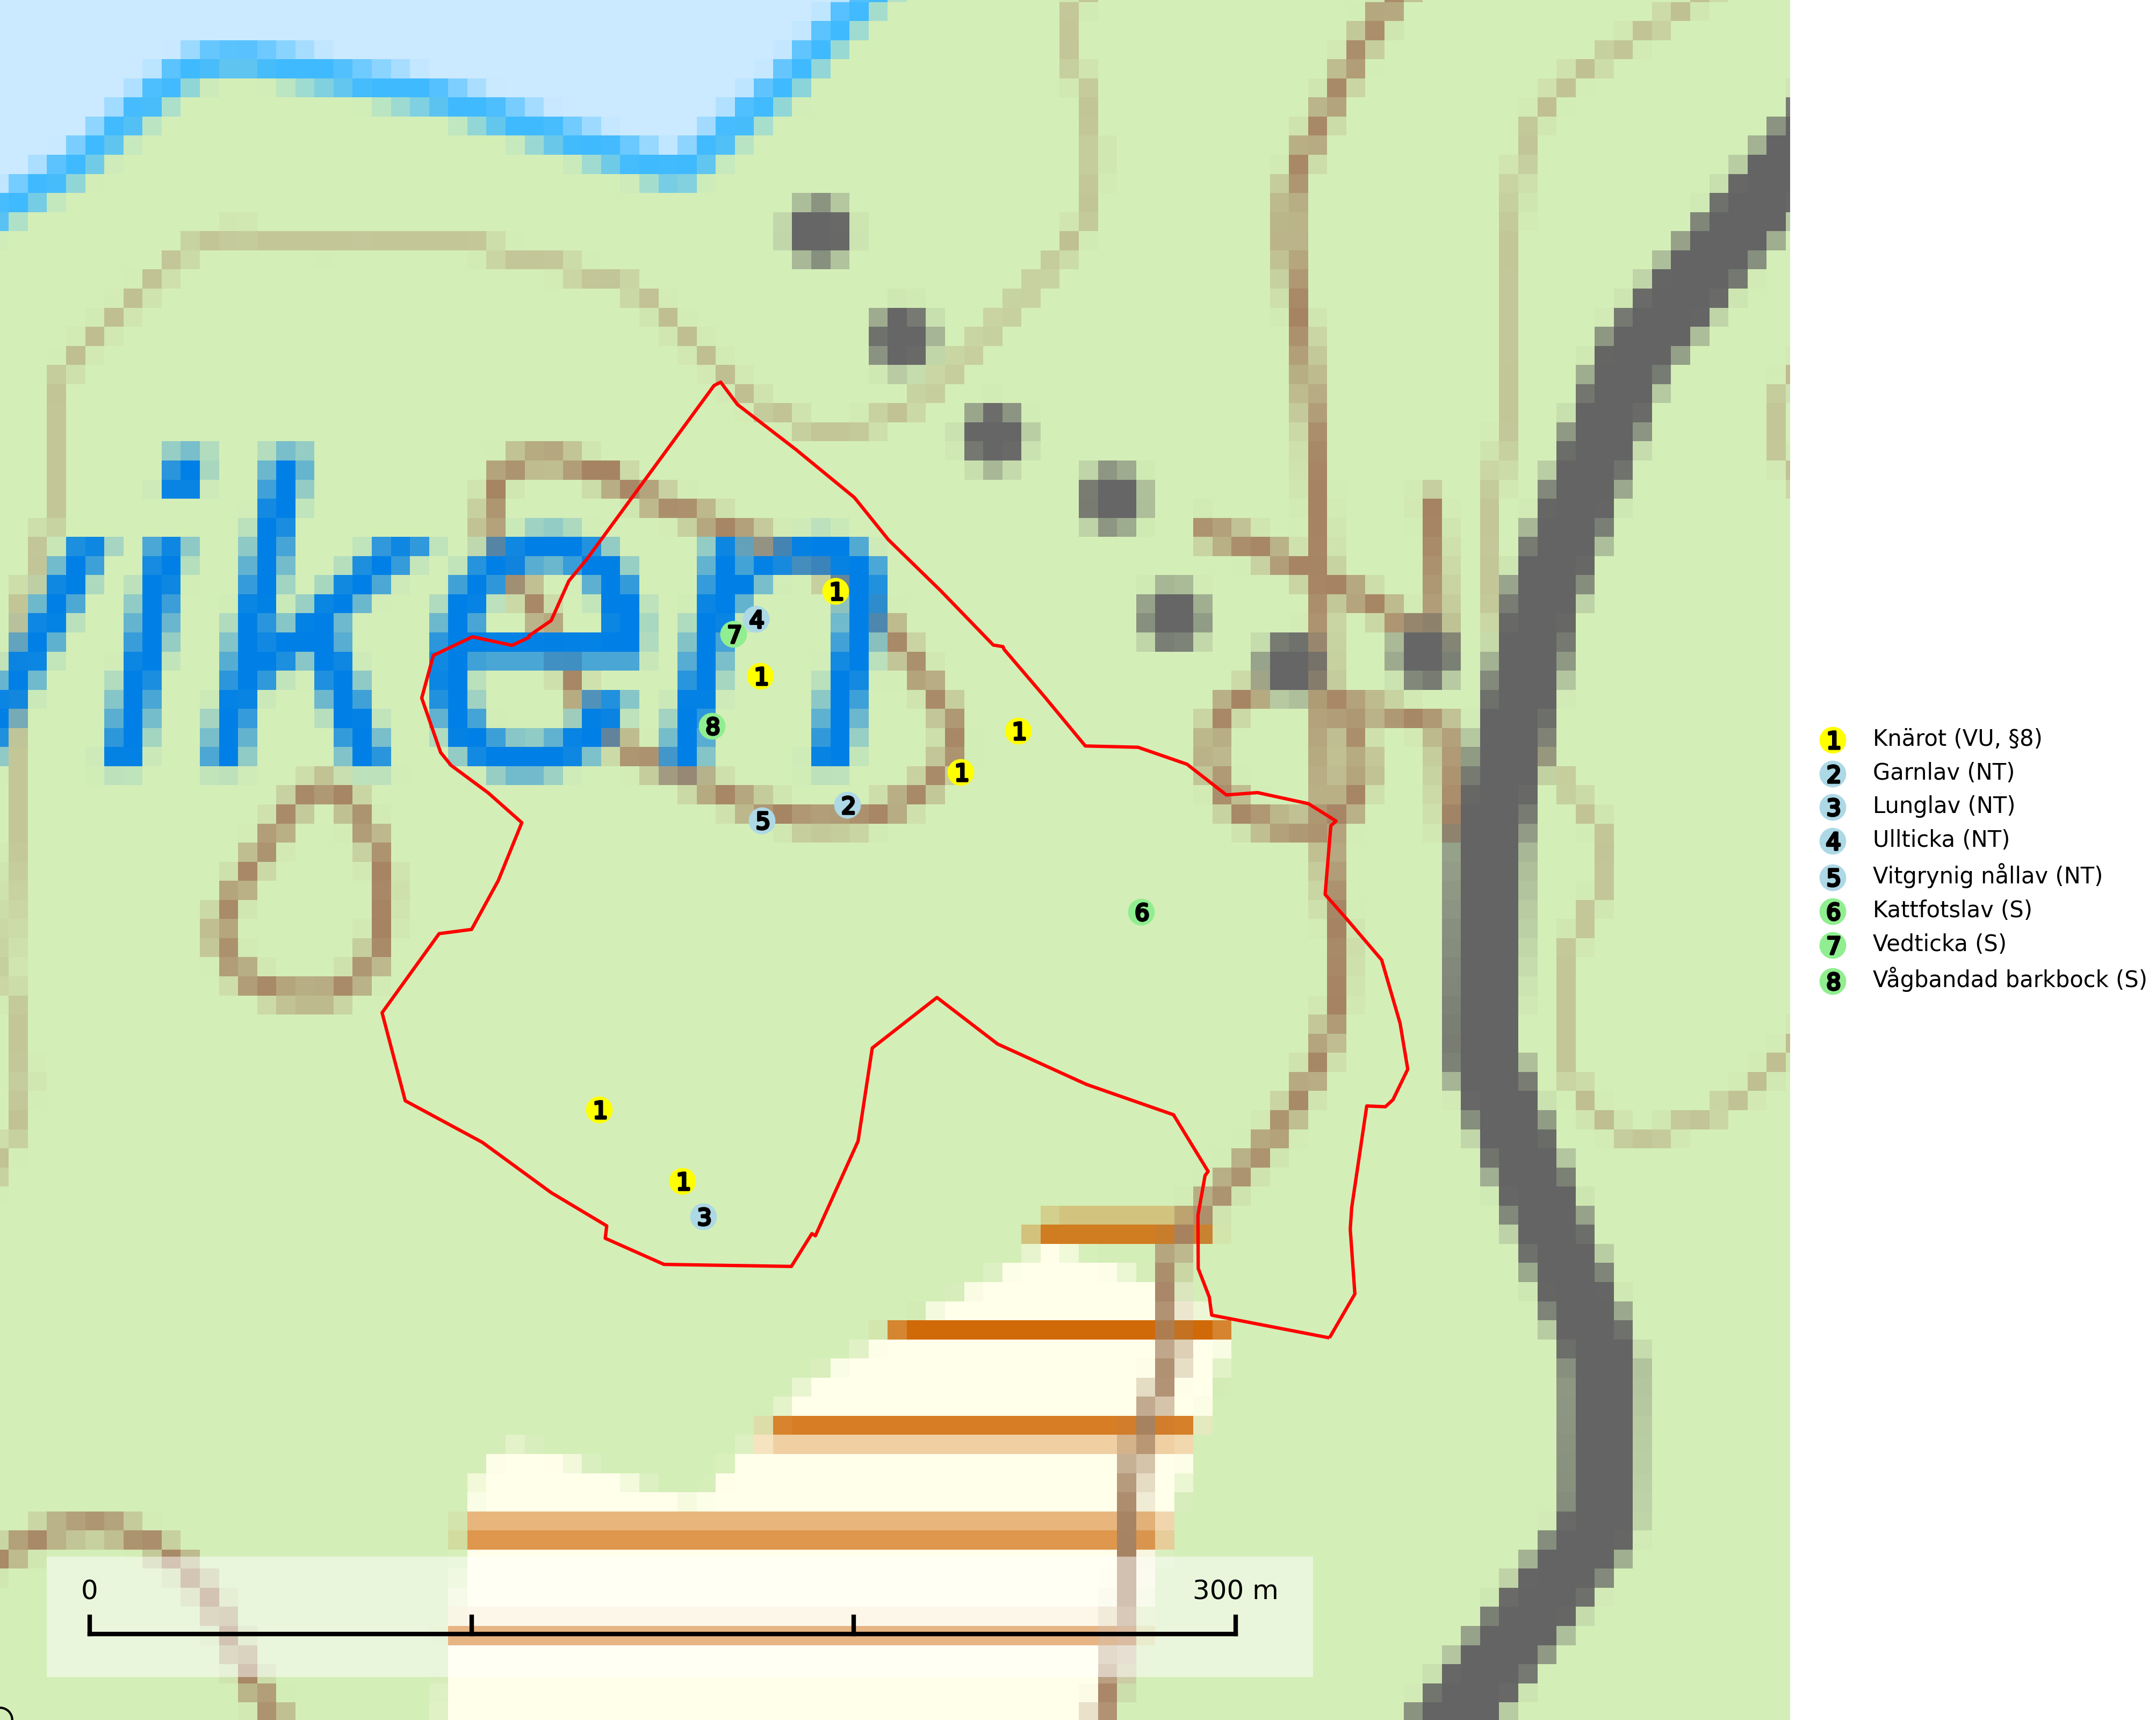 viken
1
4
7
1
8
1
1
2
5
6
1
1
3
1 Knärot (VU, §8)
2 Garnlav (NT)
3 Lunglav (NT)
4 Ullticka (NT)
5 Vitgrynig nållav (NT)
6 Kattfotslav (S)
7 Vedticka (S)
8 Vågbandad barkbock (S)
0 300 m